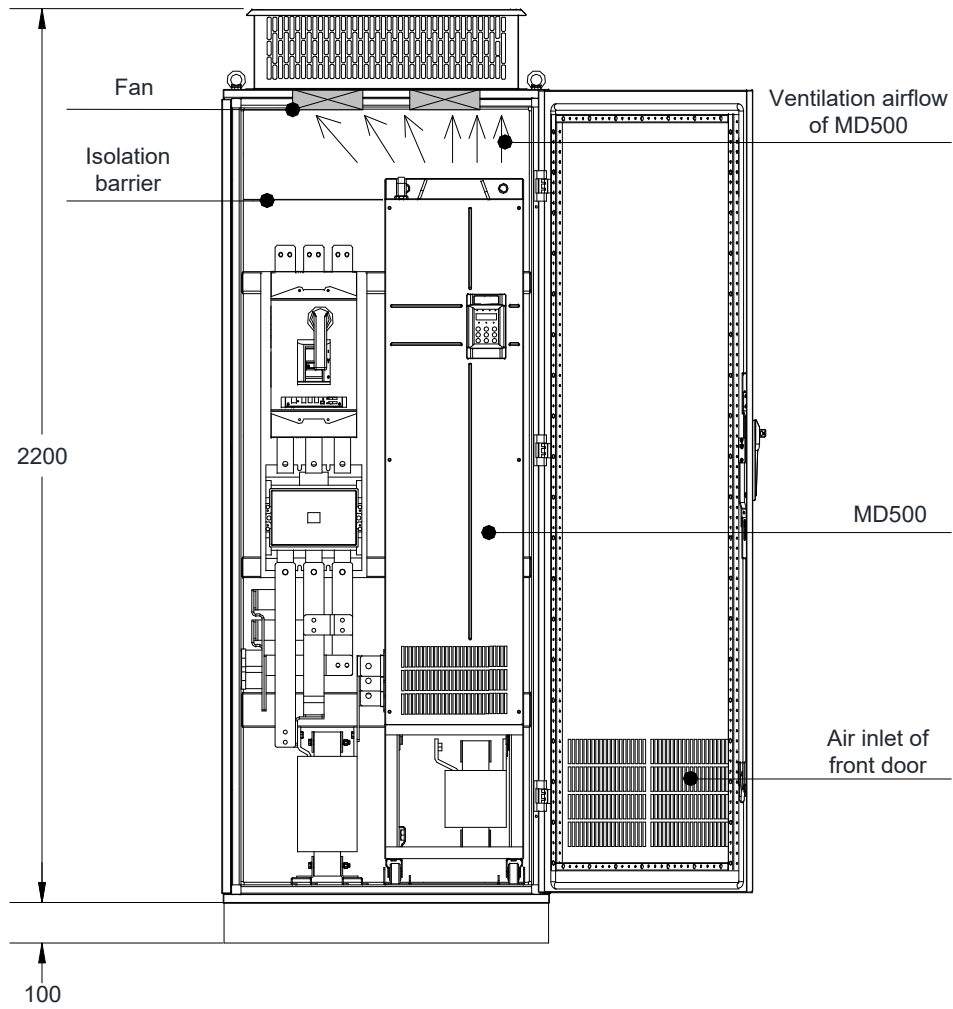 Fan
Ventilation airflow
of MD500
Isolation
barrier
2200
MD500
Air inlet of
front door
100